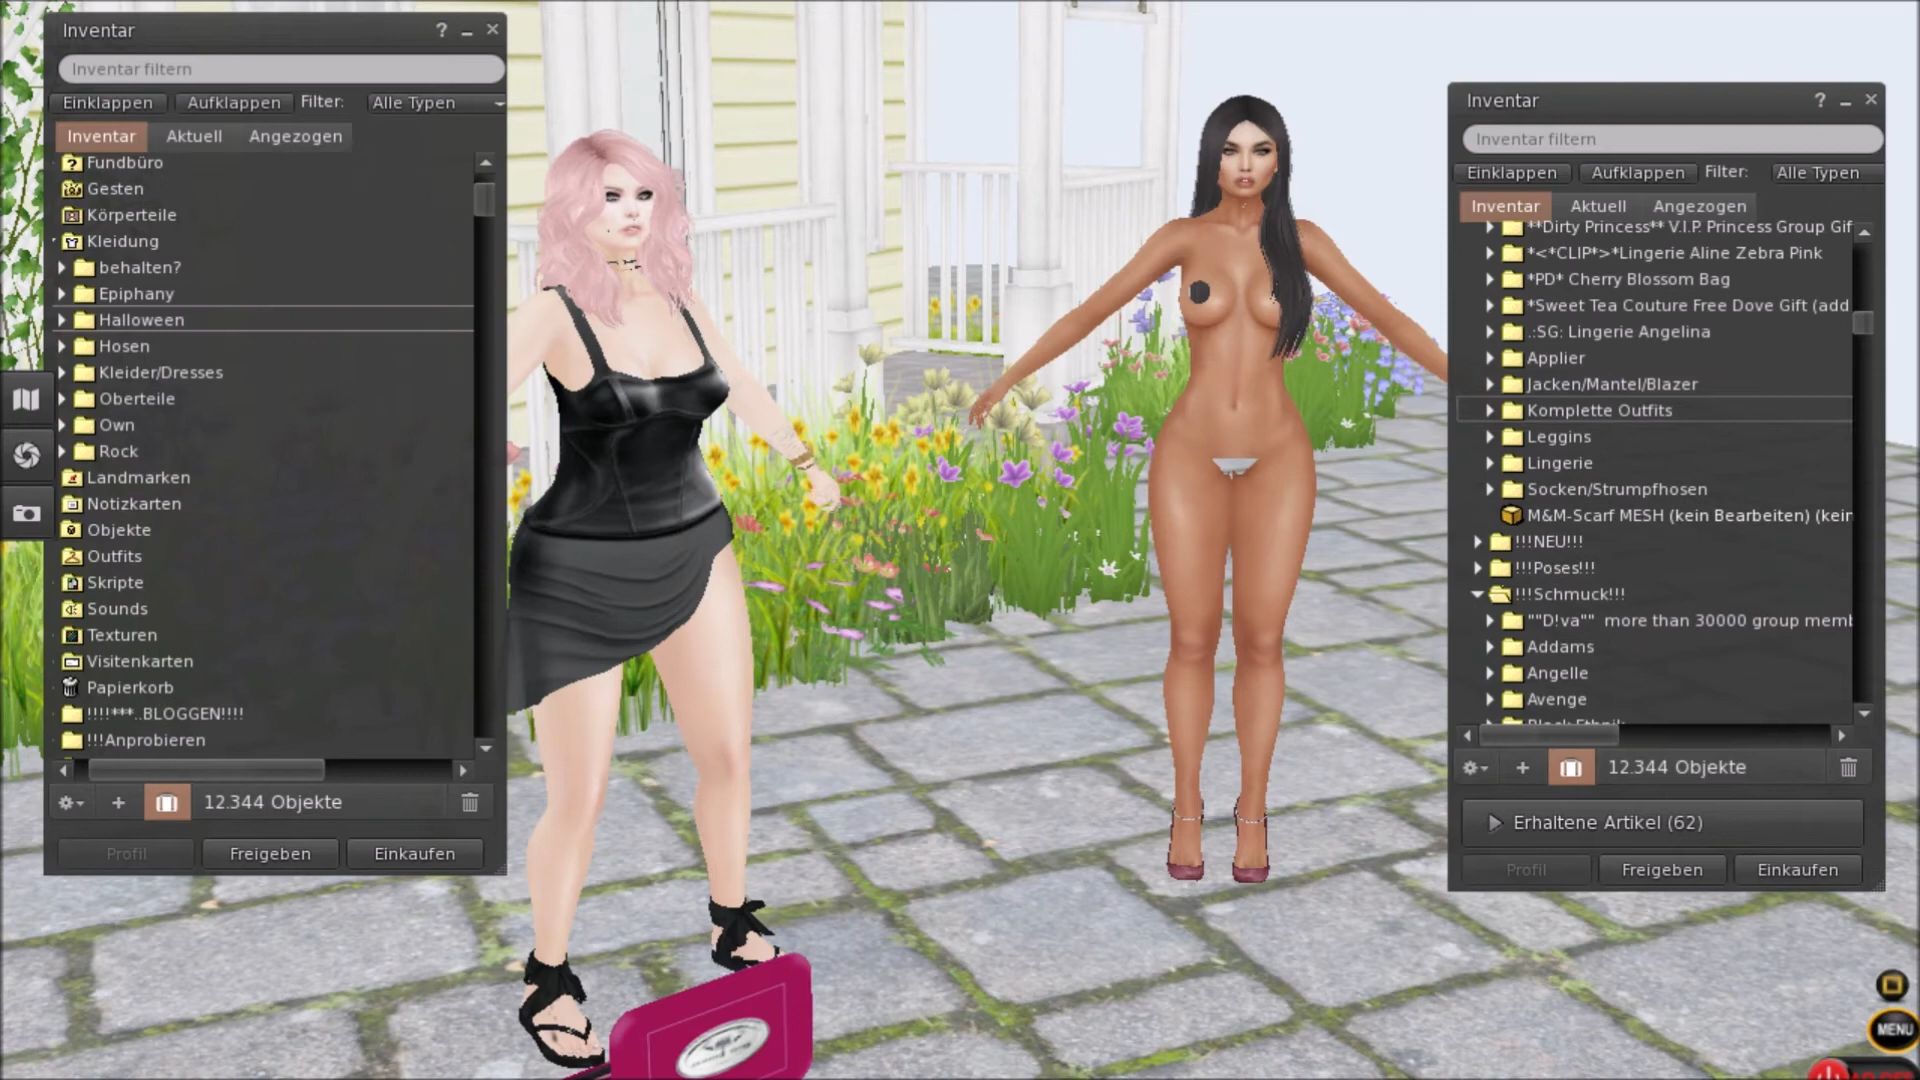 Inventar
Inventar filtern
Einklappen Aufklappen Filter: Alle Typen
Inventar Aktuell Angezogen
Fundbüro
Gesten
Körperteile
Kleidung
behalten?
Epiphany
Halloween
Hosen
Kleider/Dresses
Oberteile
Own
Rock
Landmarken
Notizkarten
Objekte
Outfits
Skripte
Sounds
Texturen
Visitenkarten
Papierkorb
!!!!***..BLOGGEN!!!!
!!!Anprobieren
12.344 Objekte
Profil Freigeben Einkaufen
Inventar
Inventar filtern
Einklappen Aufklappen Filter: Alle Typen
Inventar Aktuell Angezogen
**Dirty Princess** V.I.P. Princess Group Gif
*<*CLIP*>*Lingerie Aline Zebra Pink
*PD* Cherry Blossom Bag
*Sweet Tea Couture Free Dove Gift (add
.:SG: Lingerie Angelina
Applier
Jacken/Mantel/Blazer
Komplette Outfits
Leggins
Lingerie
Socken/Strumpfhosen
M&M-Scarf MESH (kein Bearbeiten) (kein
!!!NEU!!!
!!!Poses!!!
!!!Schmuck!!!
""D!va"" more than 30000 group memb
Addams
Angelle
Avenge
12.344 Objekte
Erhaltene Artikel (62)
Profil Freigeben Einkaufen
MENU